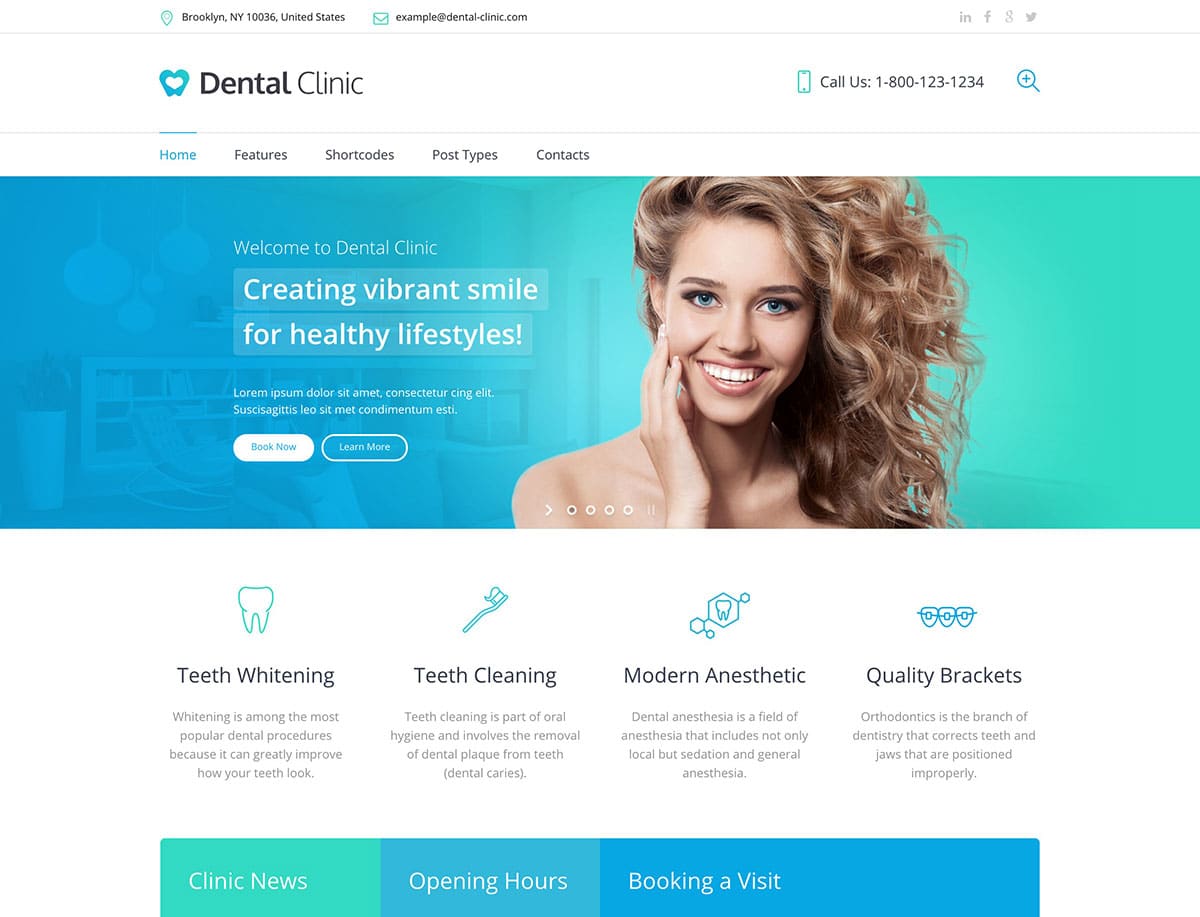 Brooklyn, NY 10036, United States
example@dental-clinic.com
Dental Clinic
Call Us: 1-800-123-1234
Home
Features
Shortcodes
Post Types
Contacts
Welcome to Dental Clinic
Creating vibrant smile
for healthy lifestyles!
Lorem ipsum dolor sit amet, consectetur cing elit.
Suscisagittis leo sit met condimentum esti.
Book Now
Learn More
Teeth Whitening
Whitening is among the most
popular dental procedures
because it can greatly improve
how your teeth look.
Teeth Cleaning
Teeth cleaning is part of oral
hygiene and involves the removal
of dental plaque from teeth
(dental caries).
Modern Anesthetic
Dental anesthesia is a field of
anesthesia that includes not only
local but sedation and general
anesthesia.
Quality Brackets
Orthodontics is the branch of
dentistry that corrects teeth and
jaws that are positioned
improperly.
Clinic News
Opening Hours
Booking a Visit